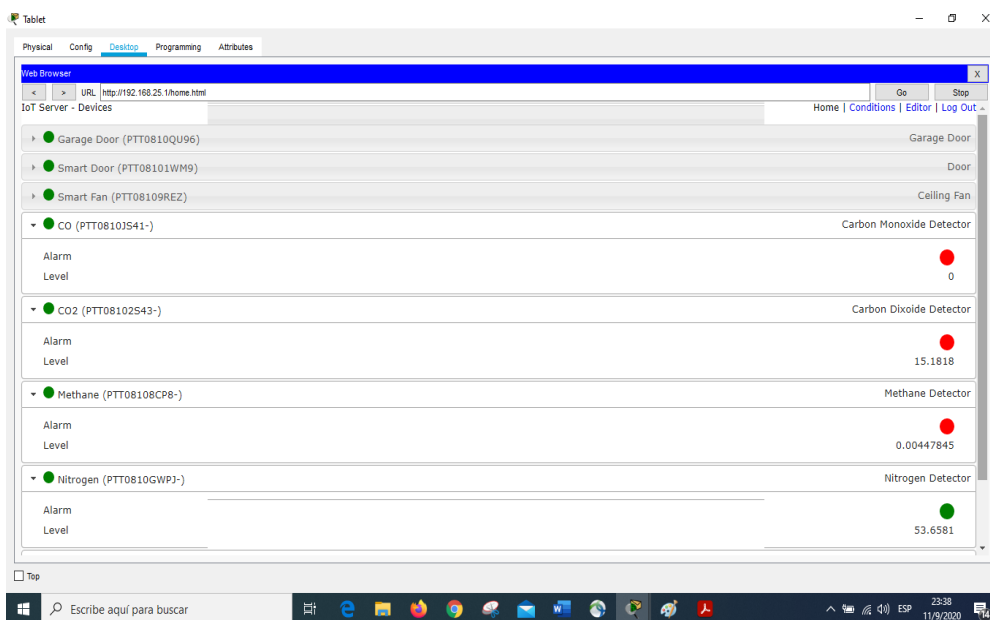 Tablet
Physical Config Desktop Programming Attributes
Web Browser X
< > URL http://192.168.25.1/home.html Go Stop
IoT Server - Devices Home | Conditions | Editor | Log Out
Garage Door (PTT0810QU96) Garage Door
Smart Door (PTT08101WM9) Door
Smart Fan (PTT08109REZ) Ceiling Fan
CO (PTT0810JS41-) Carbon Monoxide Detector
Alarm
Level 0
CO2 (PTT08102S43-) Carbon Dixoide Detector
Alarm
Level 15.1818
Methane (PTT08108CP8-) Methane Detector
Alarm
Level 0.00447845
Nitrogen (PTT0810GWPJ-) Nitrogen Detector
Alarm
Level 53.6581
Top
Escribe aquí para buscar ESP 23:38
11/9/2020 14